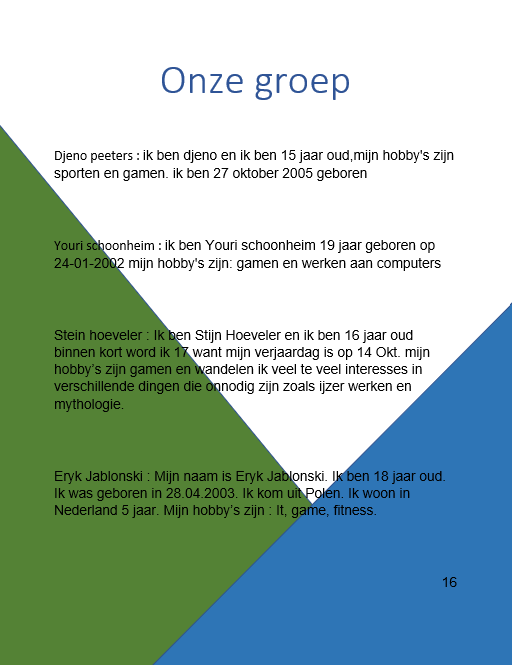 Onze groep
Djeno peeters : ik ben djeno en ik ben 15 jaar oud,mijn hobby's zijn
sporten en gamen. ik ben 27 oktober 2005 geboren
Youri schoonheim : ik ben Youri schoonheim 19 jaar geboren op
24-01-2002 mijn hobby's zijn: gamen en werken aan computers
Stein hoeveler : Ik ben Stijn Hoeveler en ik ben 16 jaar oud
binnen kort word ik 17 want mijn verjaardag is op 14 Okt. mijn
hobby’s zijn gamen en wandelen ik veel te veel interesses in
verschillende dingen die onnodig zijn zoals ijzer werken en
mythologie.
Eryk Jablonski : Mijn naam is Eryk Jablonski. Ik ben 18 jaar oud.
Ik was geboren in 28.04.2003. Ik kom uit Polen. Ik woon in
Nederland 5 jaar. Mijn hobby’s zijn : It, game, fitness.
16